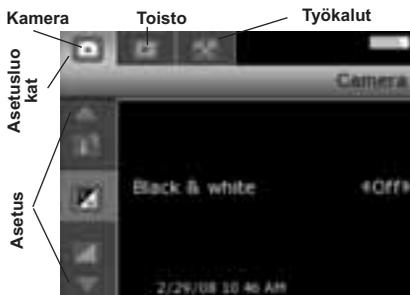 Kamera
Toisto
Työkalut
Asetusluo
kat
Asetus
Camera
Black & white
◂Off▸
2/29/08 10 46 AM